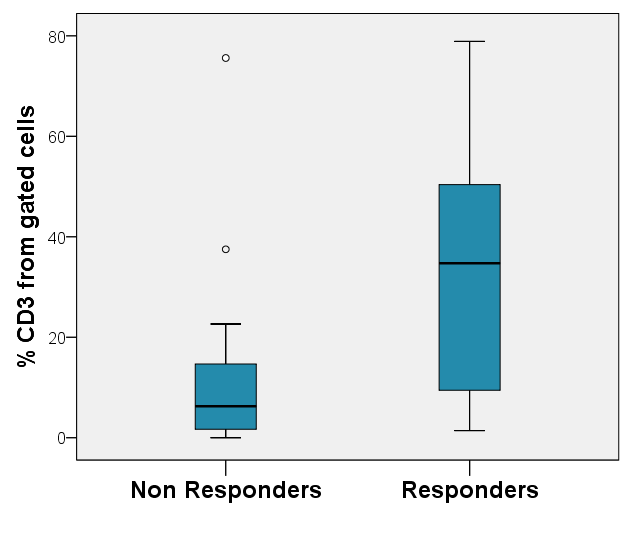 % CD3 from gated cells
80
60
40
20
0
Non Responders
Responders